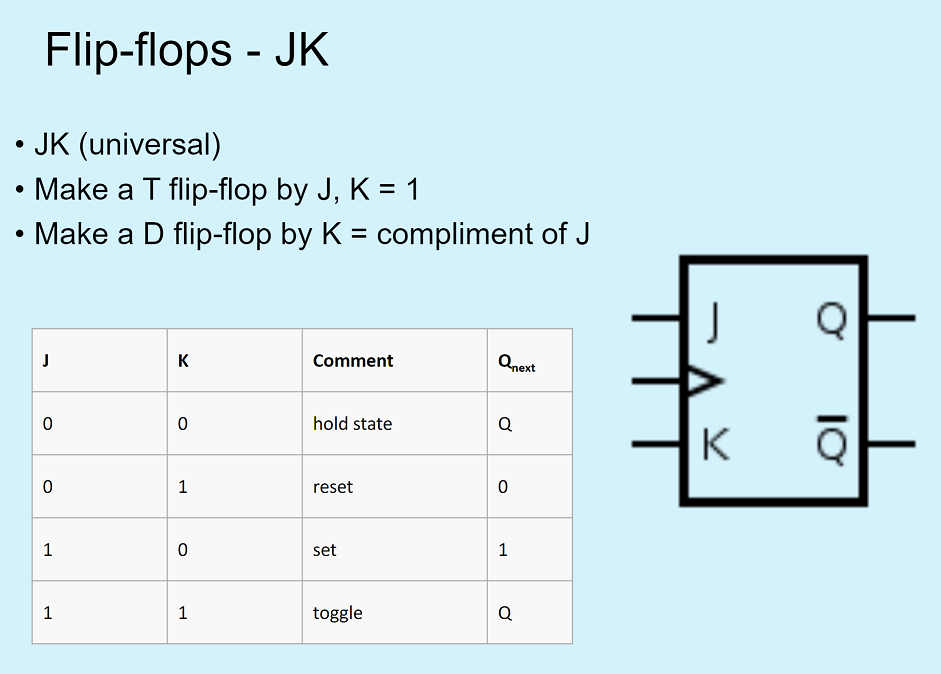 Flip-flops - JK
• JK (universal)
• Make a T flip-flop by J, K = 1
• Make a D flip-flop by K = compliment of J
J K Comment Qnext
0 0 hold state Q
0 1 reset 0
1 0 set 1
1 1 toggle Q
J Q
K Q̅